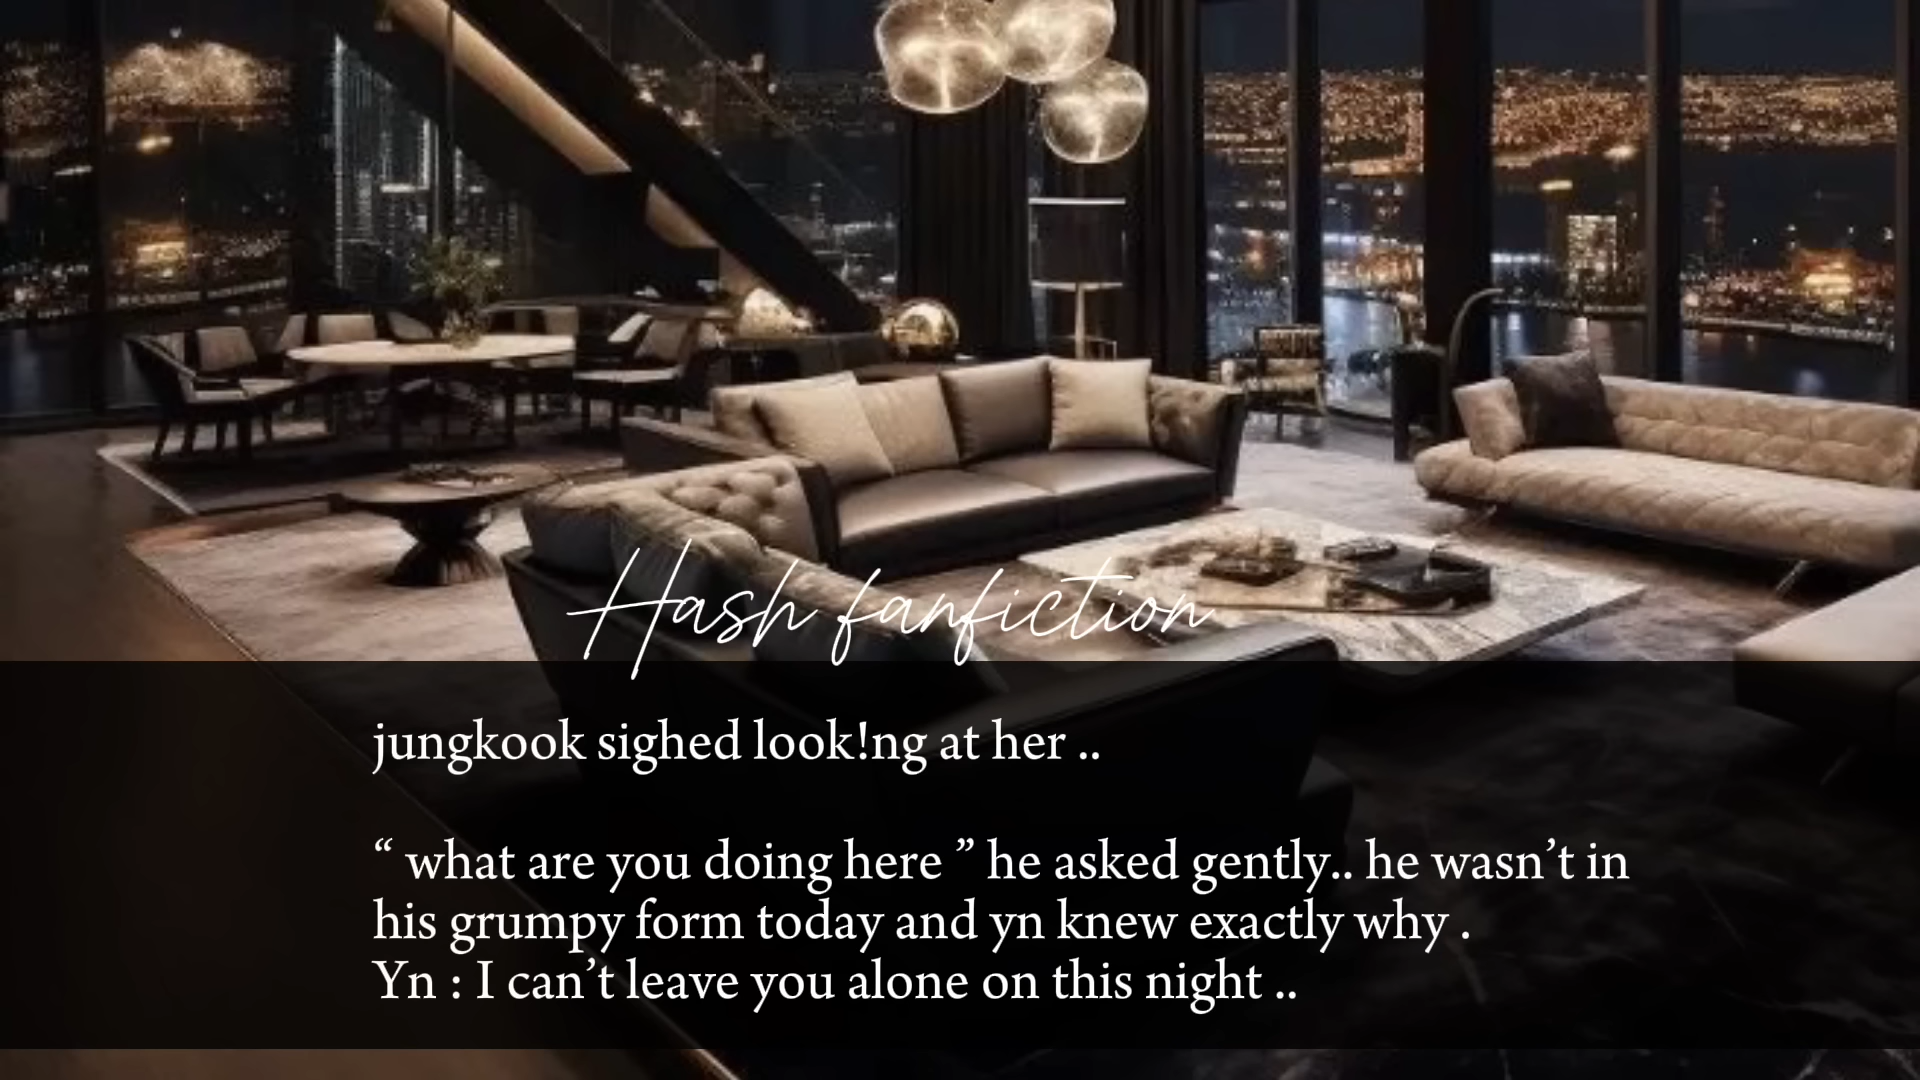 Hash fanfiction
jungkook sighed look!ng at her ..
“ what are you doing here ” he asked gently.. he wasn’t in
his grumpy form today and yn knew exactly why .
Yn : I can’t leave you alone on this night ..